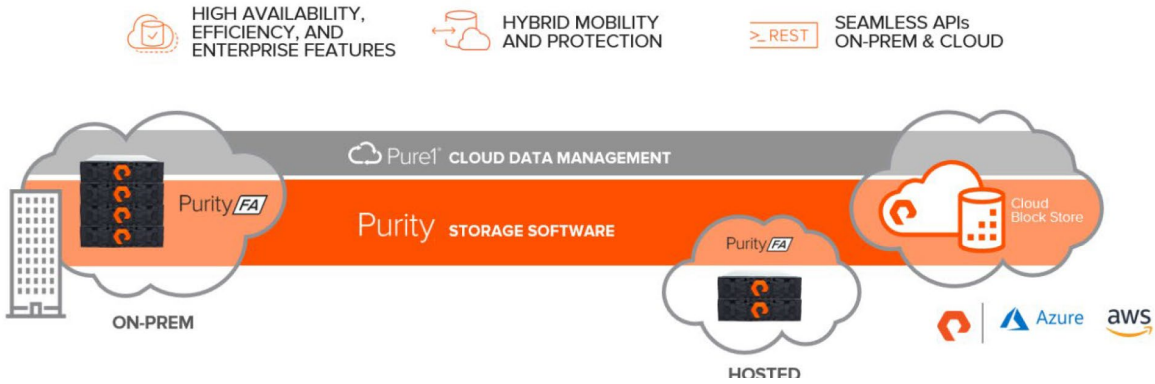 HIGH AVAILABILITY,
EFFICIENCY, AND
ENTERPRISE FEATURES
HYBRID MOBILITY
AND PROTECTION
>_ REST
SEAMLESS APIs
ON-PREM & CLOUD
Pure1® CLOUD DATA MANAGEMENT
Purity FA
Purity STORAGE SOFTWARE
Purity FA
Cloud
Block Store
ON-PREM
HOSTED
Azure
aws